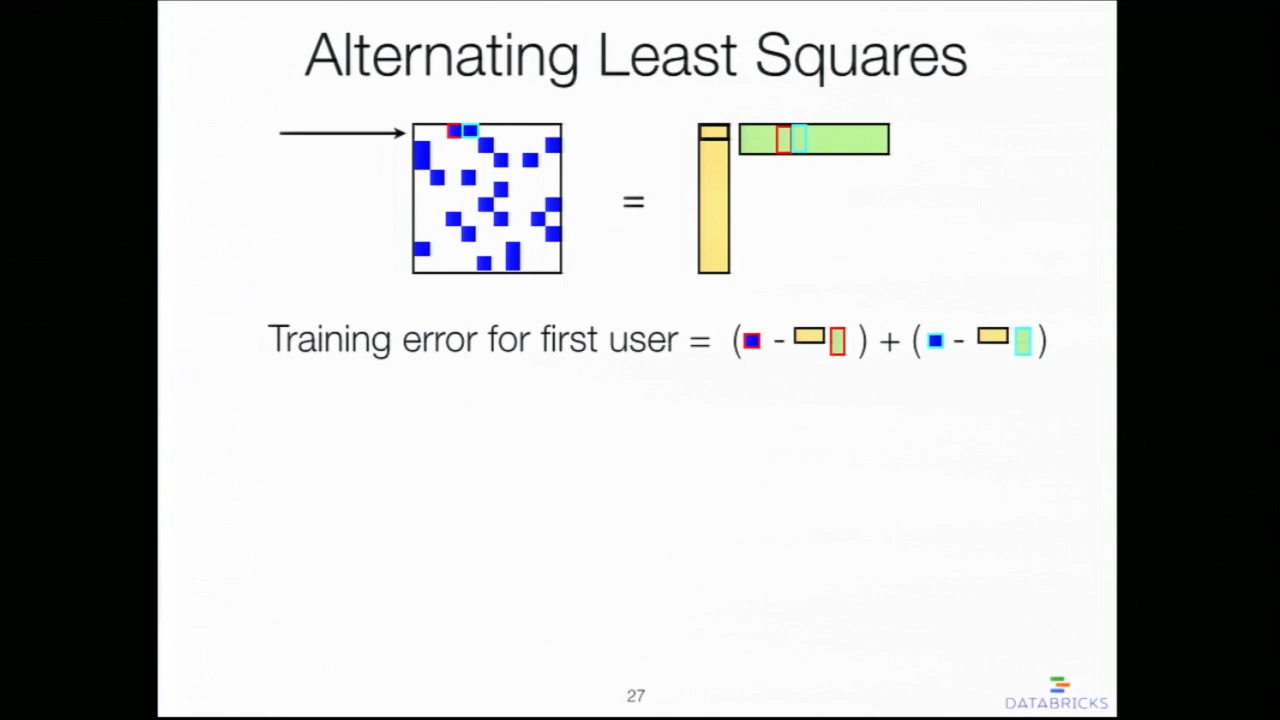 Alternating Least Squares
=
Training error for first user = ( - ) + ( - )
27
DATABRICKS